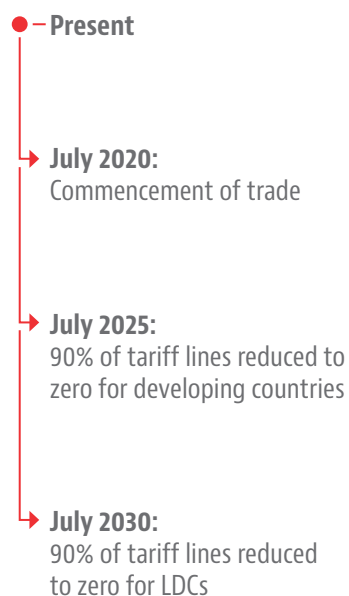 Present
July 2020:
Commencement of trade
July 2025:
90% of tariff lines reduced to
zero for developing countries
July 2030:
90% of tariff lines reduced
to zero for LDCs